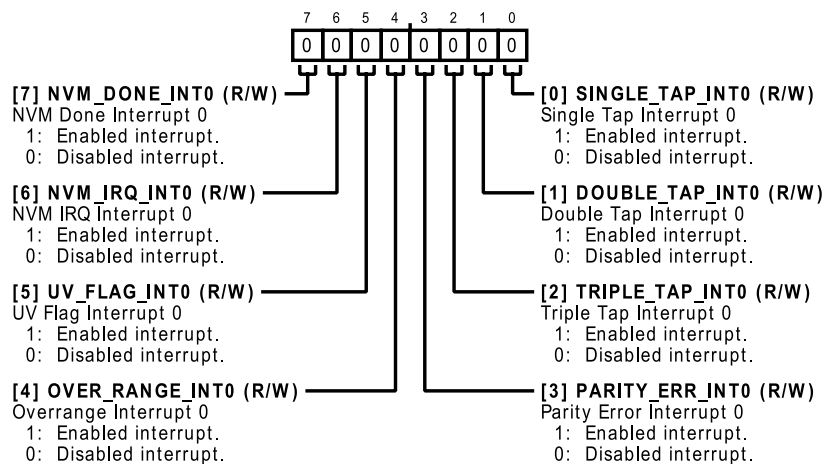 7 6 5 4 3 2 1 0
0 0 0 0 0 0 0 0
[7] NVM_DONE_INT0 (R/W)
NVM Done Interrupt 0
1: Enabled interrupt.
0: Disabled interrupt.
[6] NVM_IRQ_INT0 (R/W)
NVM IRQ Interrupt 0
1: Enabled interrupt.
0: Disabled interrupt.
[5] UV_FLAG_INT0 (R/W)
UV Flag Interrupt 0
1: Enabled interrupt.
0: Disabled interrupt.
[4] OVER_RANGE_INT0 (R/W)
Overrange Interrupt 0
1: Enabled interrupt.
0: Disabled interrupt.
[0] SINGLE_TAP_INT0 (R/W)
Single Tap Interrupt 0
1: Enabled interrupt.
0: Disabled interrupt.
[1] DOUBLE_TAP_INT0 (R/W)
Double Tap Interrupt 0
1: Enabled interrupt.
0: Disabled interrupt.
[2] TRIPLE_TAP_INT0 (R/W)
Triple Tap Interrupt 0
1: Enabled interrupt.
0: Disabled interrupt.
[3] PARITY_ERR_INT0 (R/W)
Parity Error Interrupt 0
1: Enabled interrupt.
0: Disabled interrupt.